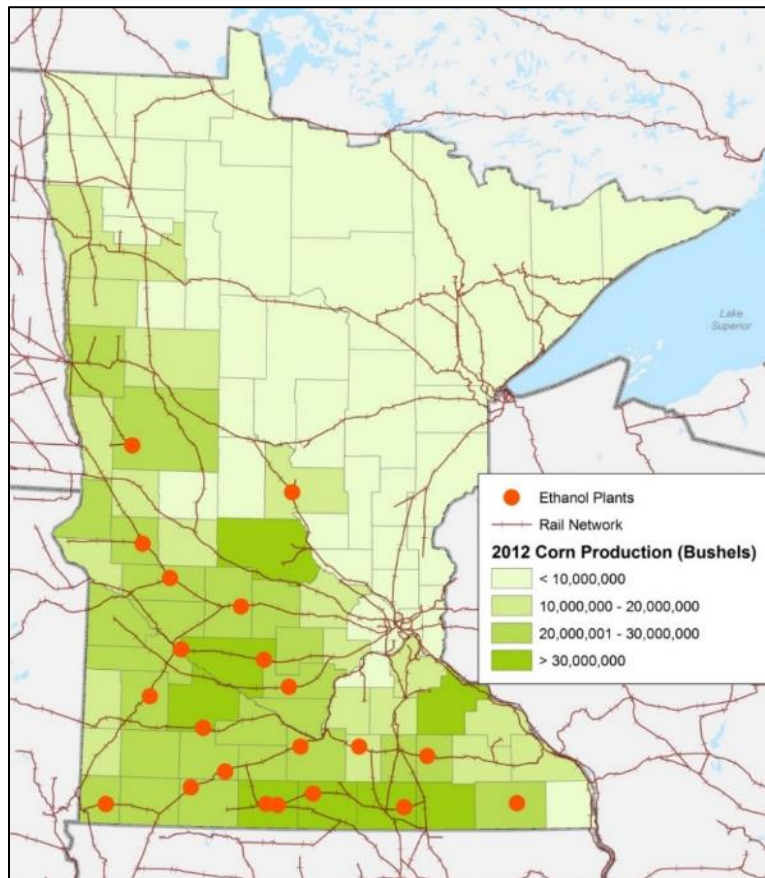 Lake
Superior
Ethanol Plants
Rail Network
2012 Corn Production (Bushels)
< 10,000,000
10,000,000 - 20,000,000
20,000,001 - 30,000,000
> 30,000,000